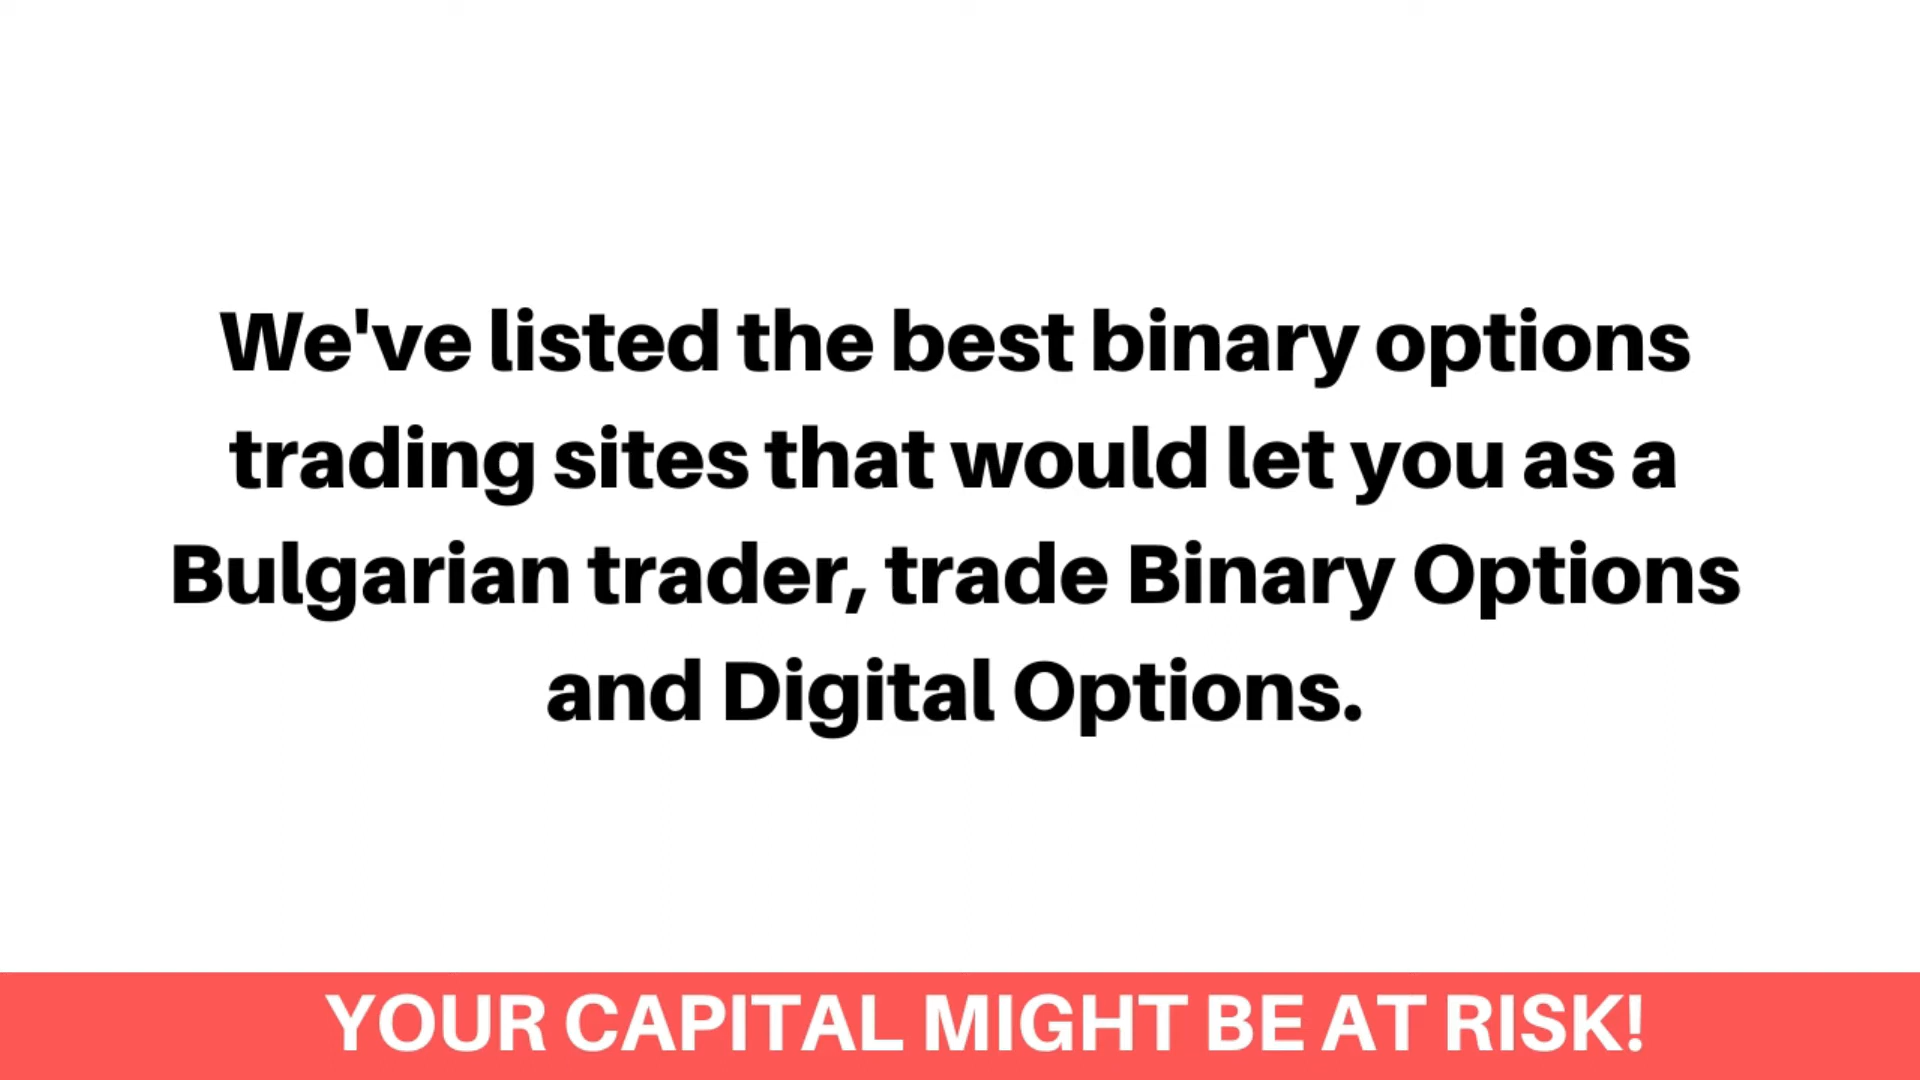 We've listed the best binary options
trading sites that would let you as a
Bulgarian trader, trade Binary Options
and Digital Options.
YOUR CAPITAL MIGHT BE AT RISK!